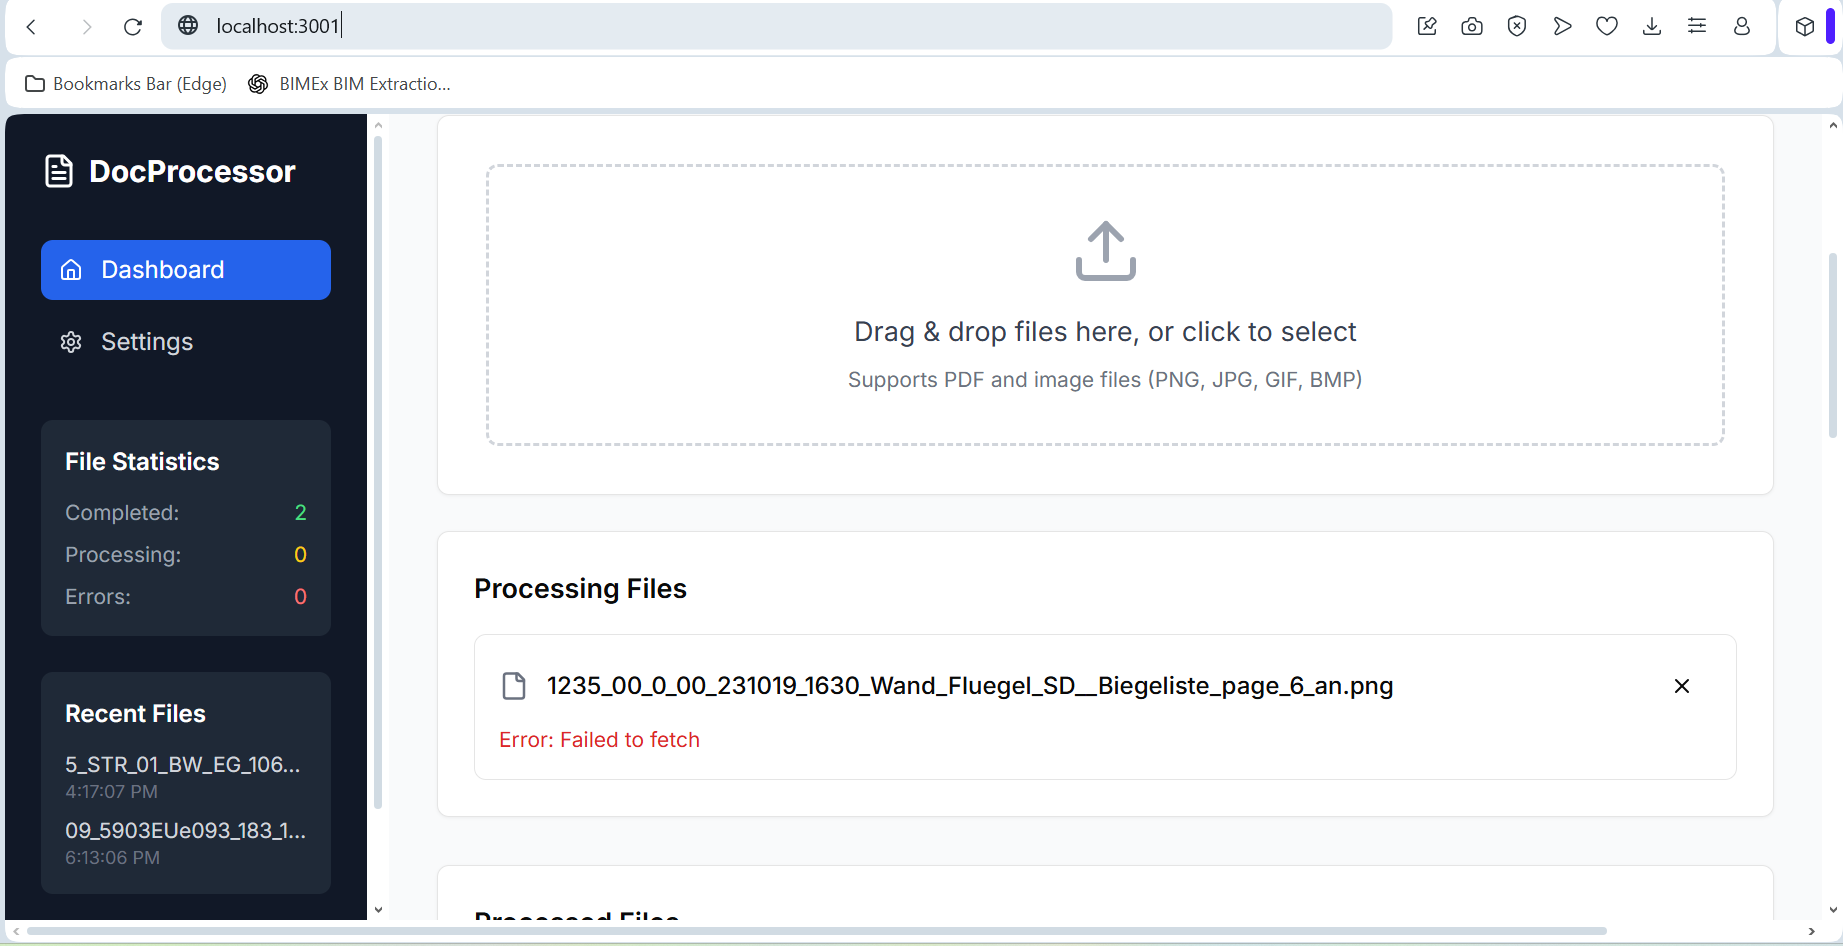 localhost:3001
Bookmarks Bar (Edge)
BIMEx BIM Extractio...
DocProcessor
Dashboard
Settings
File Statistics
Completed: 2
Processing: 0
Errors: 0
Recent Files
5_STR_01_BW_EG_106...
4:17:07 PM
09_5903EUe093_183_1...
6:13:06 PM
Drag & drop files here, or click to select
Supports PDF and image files (PNG, JPG, GIF, BMP)
Processing Files
1235_00_0_00_231019_1630_Wand_Fluegel_SD__Biegeliste_page_6_an.png
Error: Failed to fetch
Processed Files